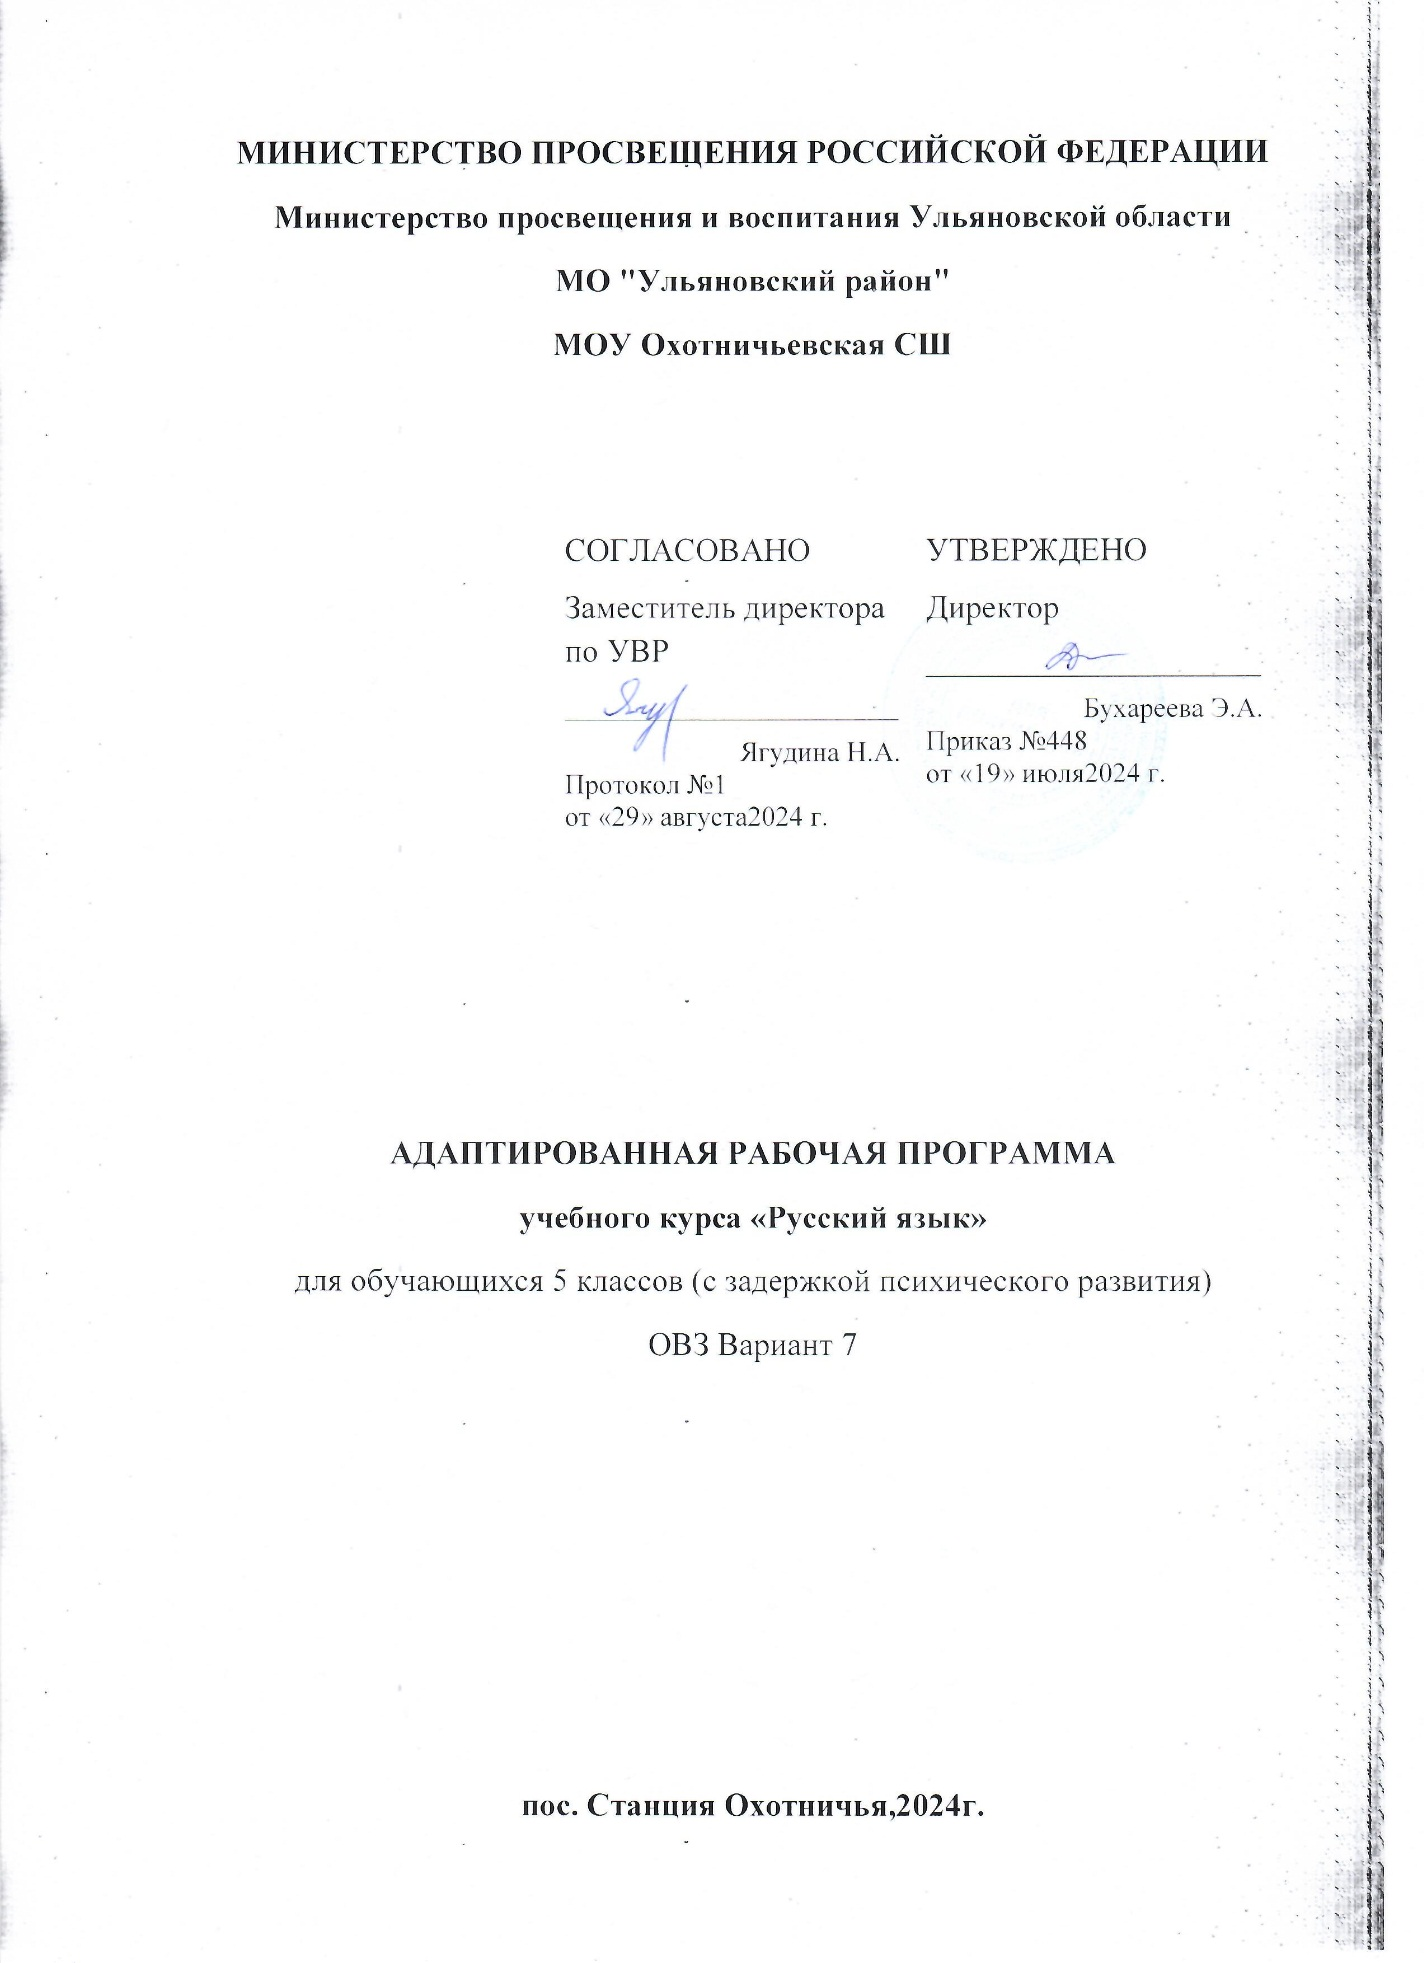 МИНИСТЕРСТВО ПРОСВЕЩЕНИЯ РОССИЙСКОЙ ФЕДЕРАЦИИ
Министерство просвещения и воспитания Ульяновской области
МО "Ульяновский район"
МОУ Охотничьевская СШ
СОГЛАСОВАНО
Заместитель директора
по УВР
Ягудина Н.А.
Протокол №1
от «29» августа2024 г.
УТВЕРЖДЕНО
Директор
Бухареева Э.А.
Приказ №448
от «19» июля2024 г.
АДАПТИРОВАННАЯ РАБОЧАЯ ПРОГРАММА
учебного курса «Русский язык»
для обучающихся 5 классов (с задержкой психического развития)
ОВЗ Вариант 7
пос. Станция Охотничья,2024г.